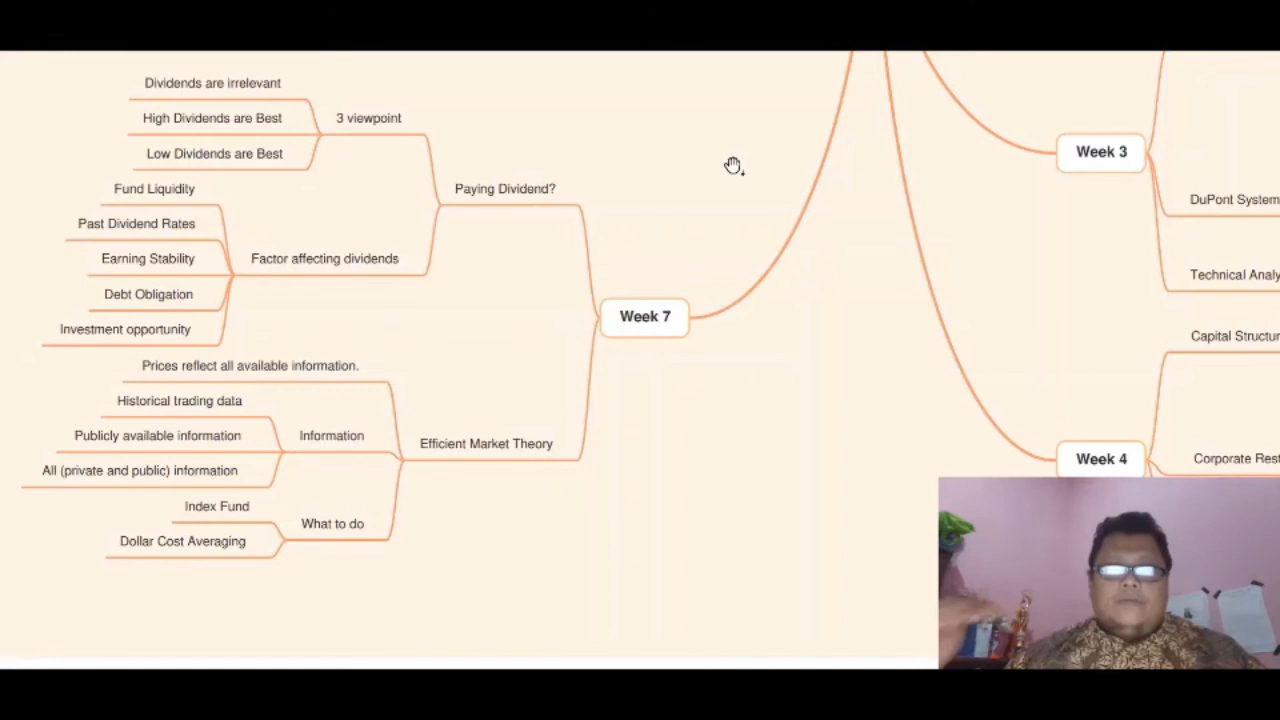 Dividends are irrelevant
High Dividends are Best
3 viewpoint
Low Dividends are Best
Paying Dividend?
Fund Liquidity
Past Dividend Rates
Earning Stability
Factor affecting dividends
Debt Obligation
Investment opportunity
Week 7
Prices reflect all available information.
Historical trading data
Publicly available information
Information
All (private and public) information
Efficient Market Theory
Index Fund
What to do
Dollar Cost Averaging
Week 3
DuPont System
Technical Analy
Capital Structur
Week 4
Corporate Rest